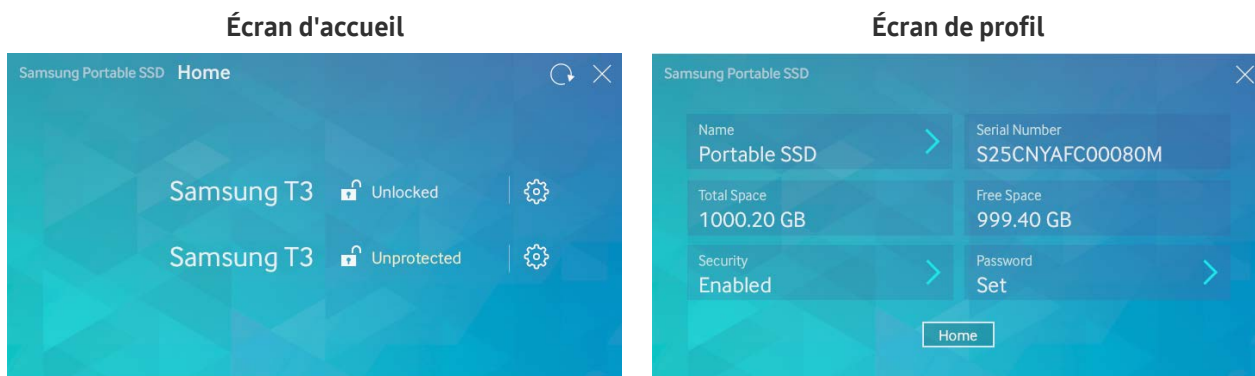 Écran d'accueil
Samsung Portable SSD Home
Samsung T3 Unlocked
Samsung T3 Unprotected
Écran de profil
Samsung Portable SSD
Name
Portable SSD
Serial Number
S25CNYAFC00080M
Total Space
1000.20 GB
Free Space
999.40 GB
Security
Enabled
Password
Set
Home